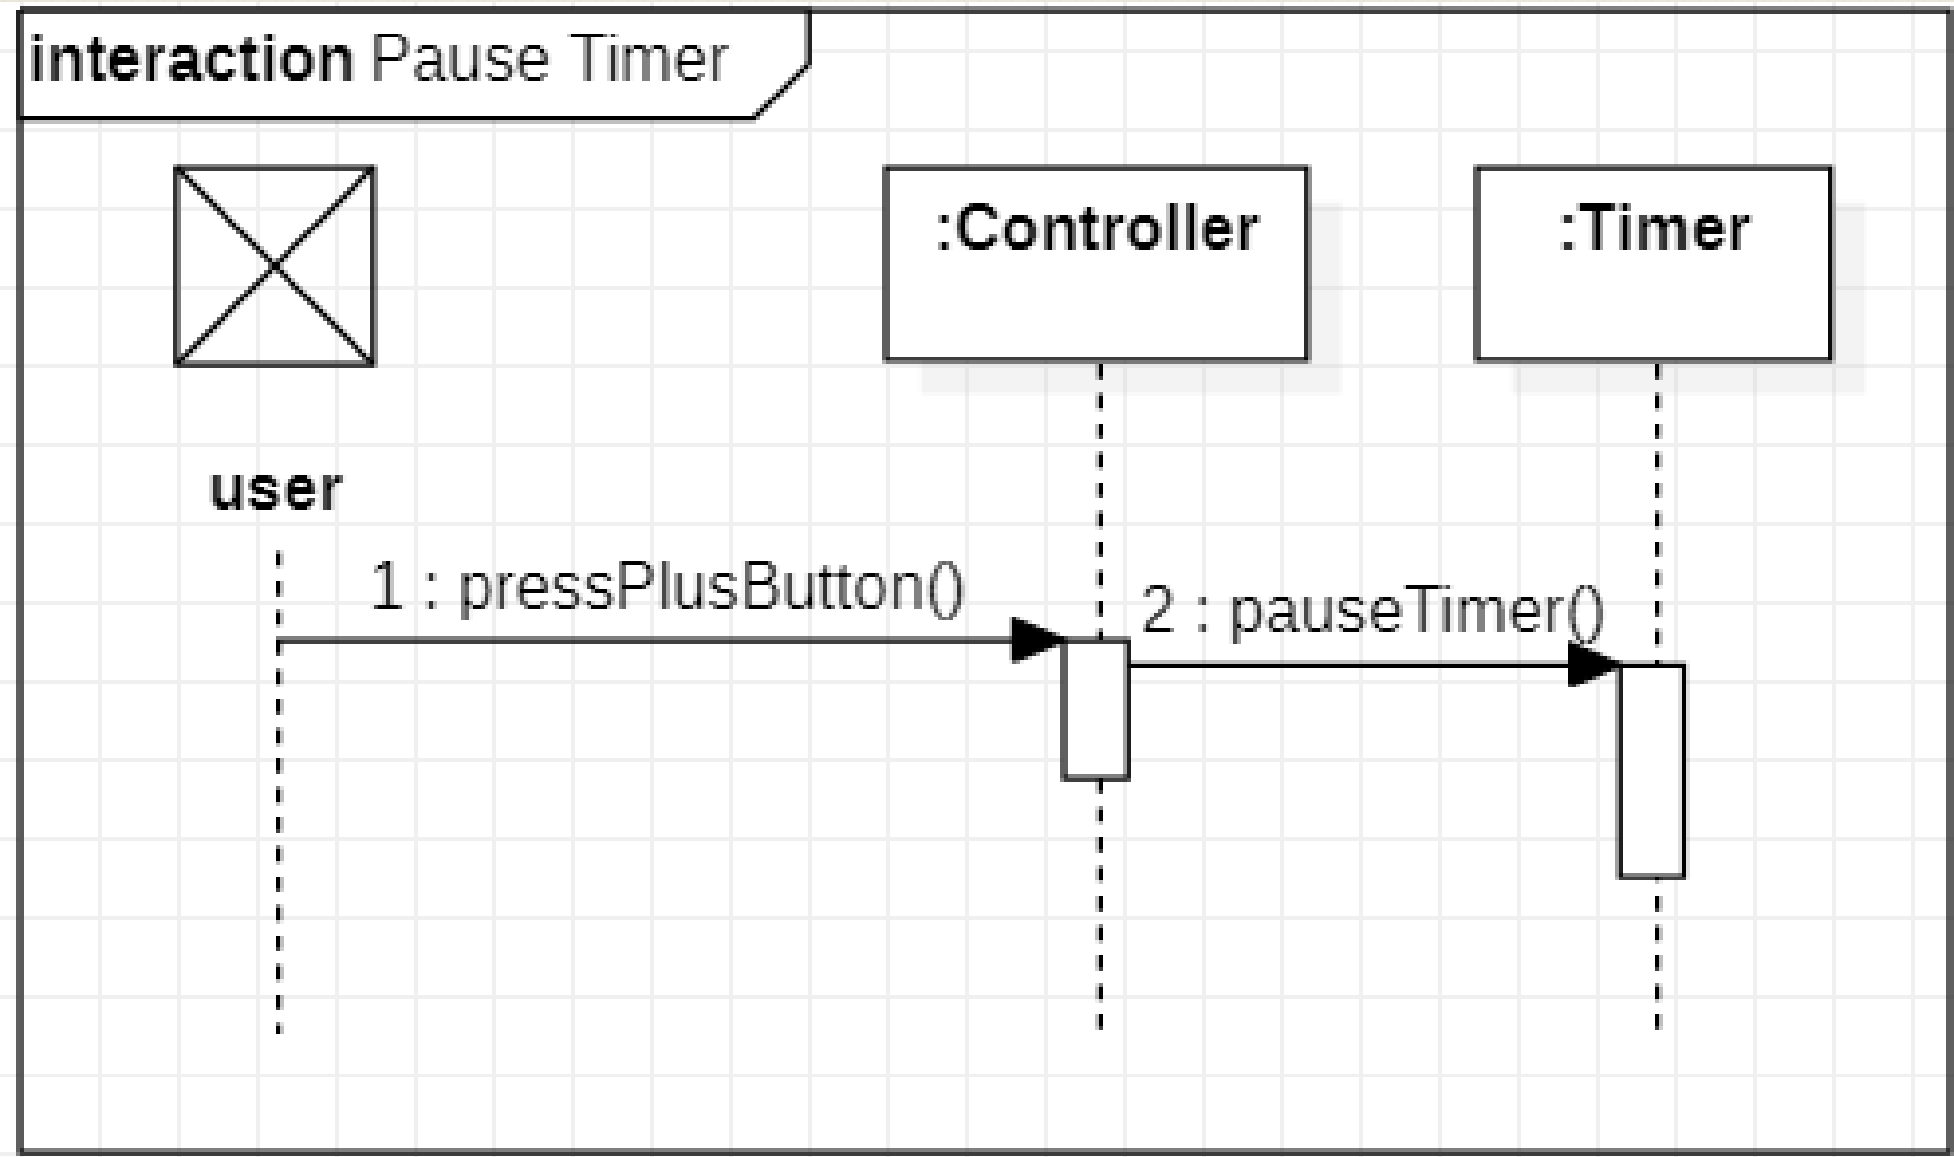 interaction Pause Timer
:Controller
:Timer
user
1 : pressPlusButton()
2 : pauseTimer()